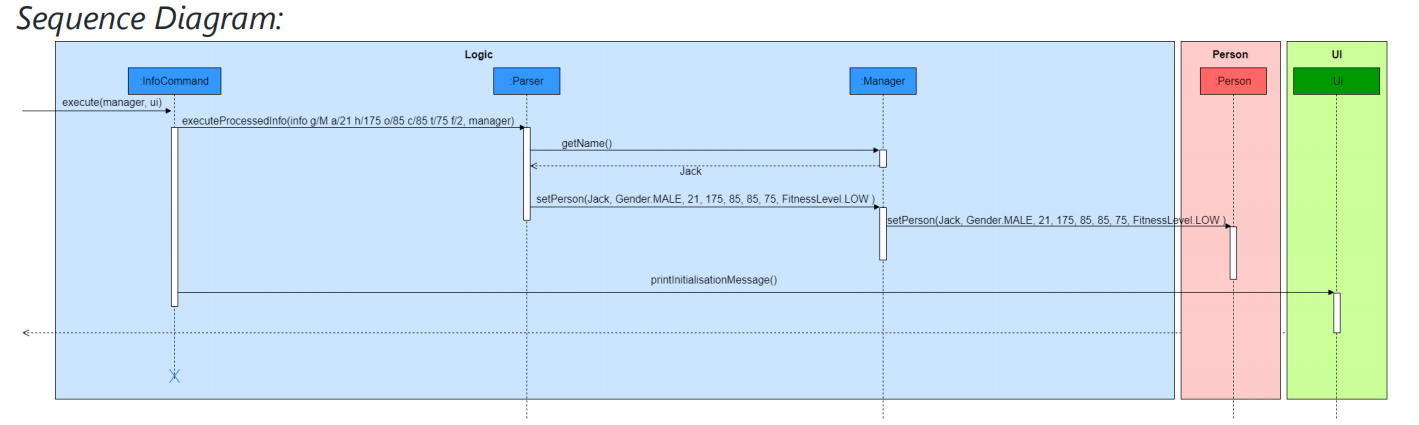 Sequence Diagram:
Logic
Person
UI
:InfoCommand
:Parser
:Manager
:Person
:Ui
execute(manager, ui)
executeProcessedInfo(info g/M a/21 h/175 o/85 c/85 t/75 f/2, manager)
getName()
Jack
setPerson(Jack, Gender.MALE, 21, 175, 85, 85, 75, FitnessLevel.LOW )
setPerson(Jack, Gender.MALE, 21, 175, 85, 85, 75, FitnessLevel.LOW )
printInitialisationMessage()